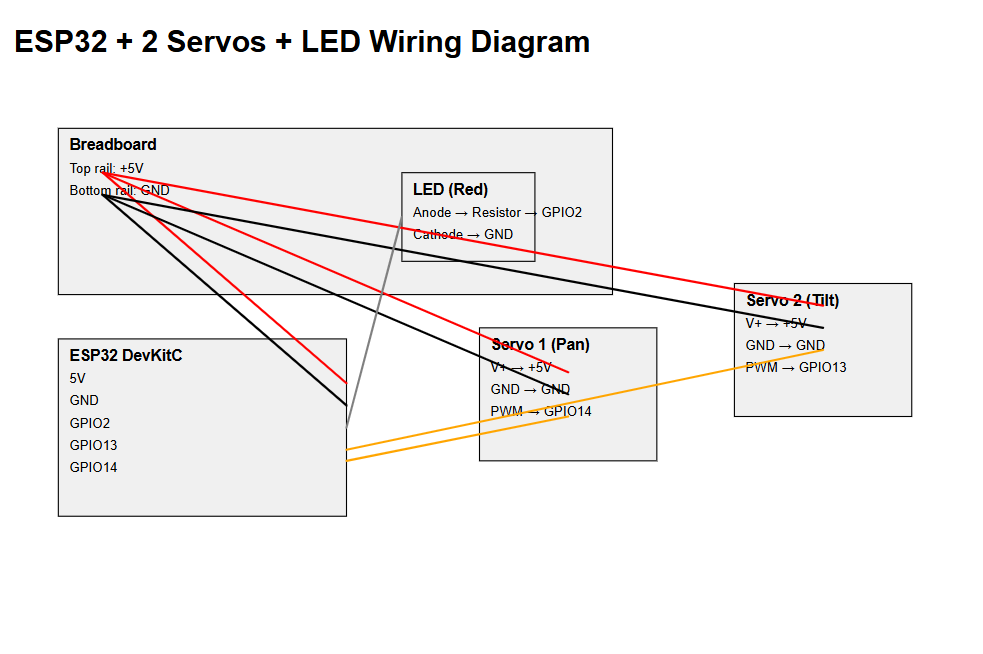 ESP32 + 2 Servos + LED Wiring Diagram
Breadboard
Top rail: +5V
Bottom rail: GND
LED (Red)
Anode → Resistor → GPIO2
Cathode → GND
Servo 2 (Tilt)
V+ → +5V
GND → GND
PWM → GPIO13
Servo 1 (Pan)
V+ → +5V
GND → GND
PWM → GPIO14
ESP32 DevKitC
5V
GND
GPIO2
GPIO13
GPIO14